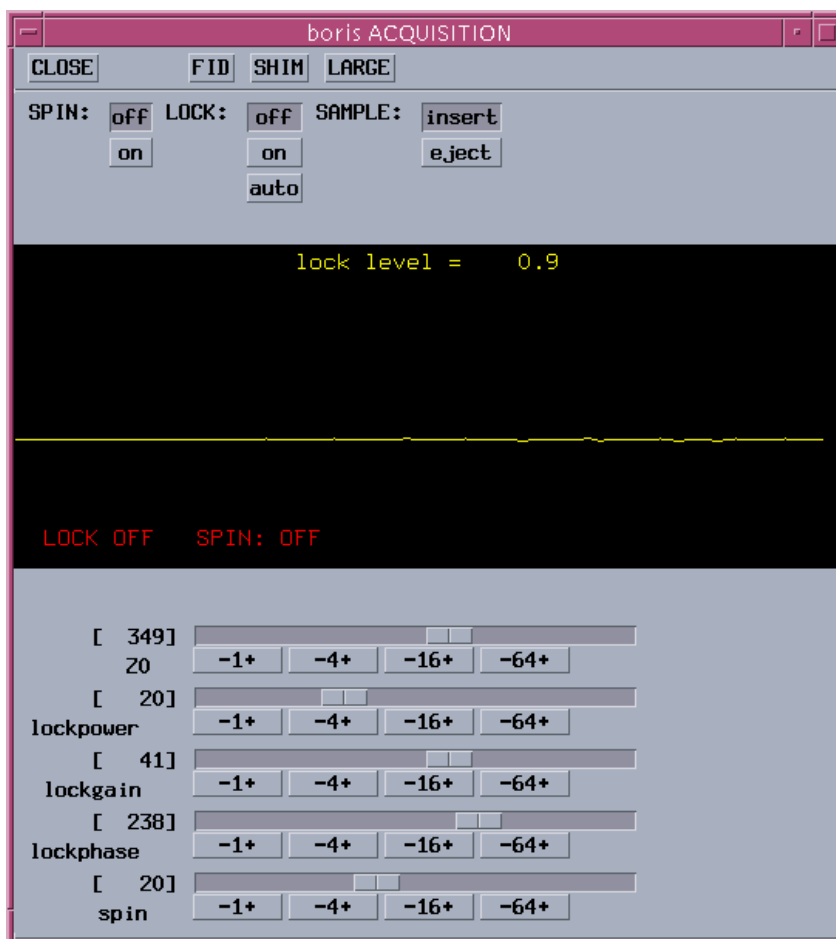 boris ACQUISITION
CLOSE FID SHIM LARGE
SPIN: off LOCK: off SAMPLE: insert
on on eject
auto
lock level = 0.9
LOCK OFF SPIN: OFF
[ 349]
Z0 -1+ -4+ -16+ -64+
[ 20]
lockpower -1+ -4+ -16+ -64+
[ 41]
lockgain -1+ -4+ -16+ -64+
[ 238]
lockphase -1+ -4+ -16+ -64+
[ 20]
spin -1+ -4+ -16+ -64+